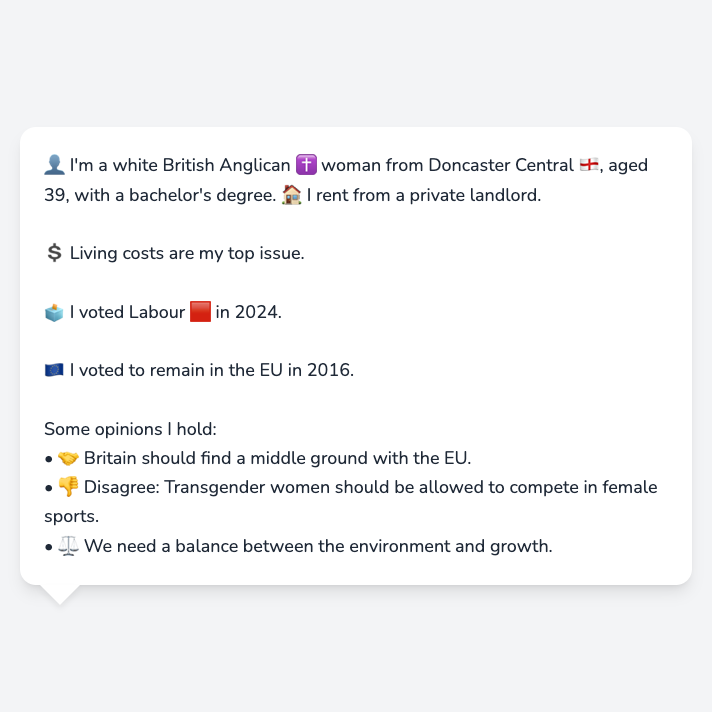 👤 I'm a white British Anglican ✝️ woman from Doncaster Central 🏴󠁧󠁢󠁥󠁮󠁧󠁿, aged
39, with a bachelor's degree. 🏠 I rent from a private landlord.
💲 Living costs are my top issue.
🗳️ I voted Labour 🟥 in 2024.
🇪🇺 I voted to remain in the EU in 2016.
Some opinions I hold:
• 🤝 Britain should find a middle ground with the EU.
• 👎 Disagree: Transgender women should be allowed to compete in female
sports.
• ⚖️ We need a balance between the environment and growth.